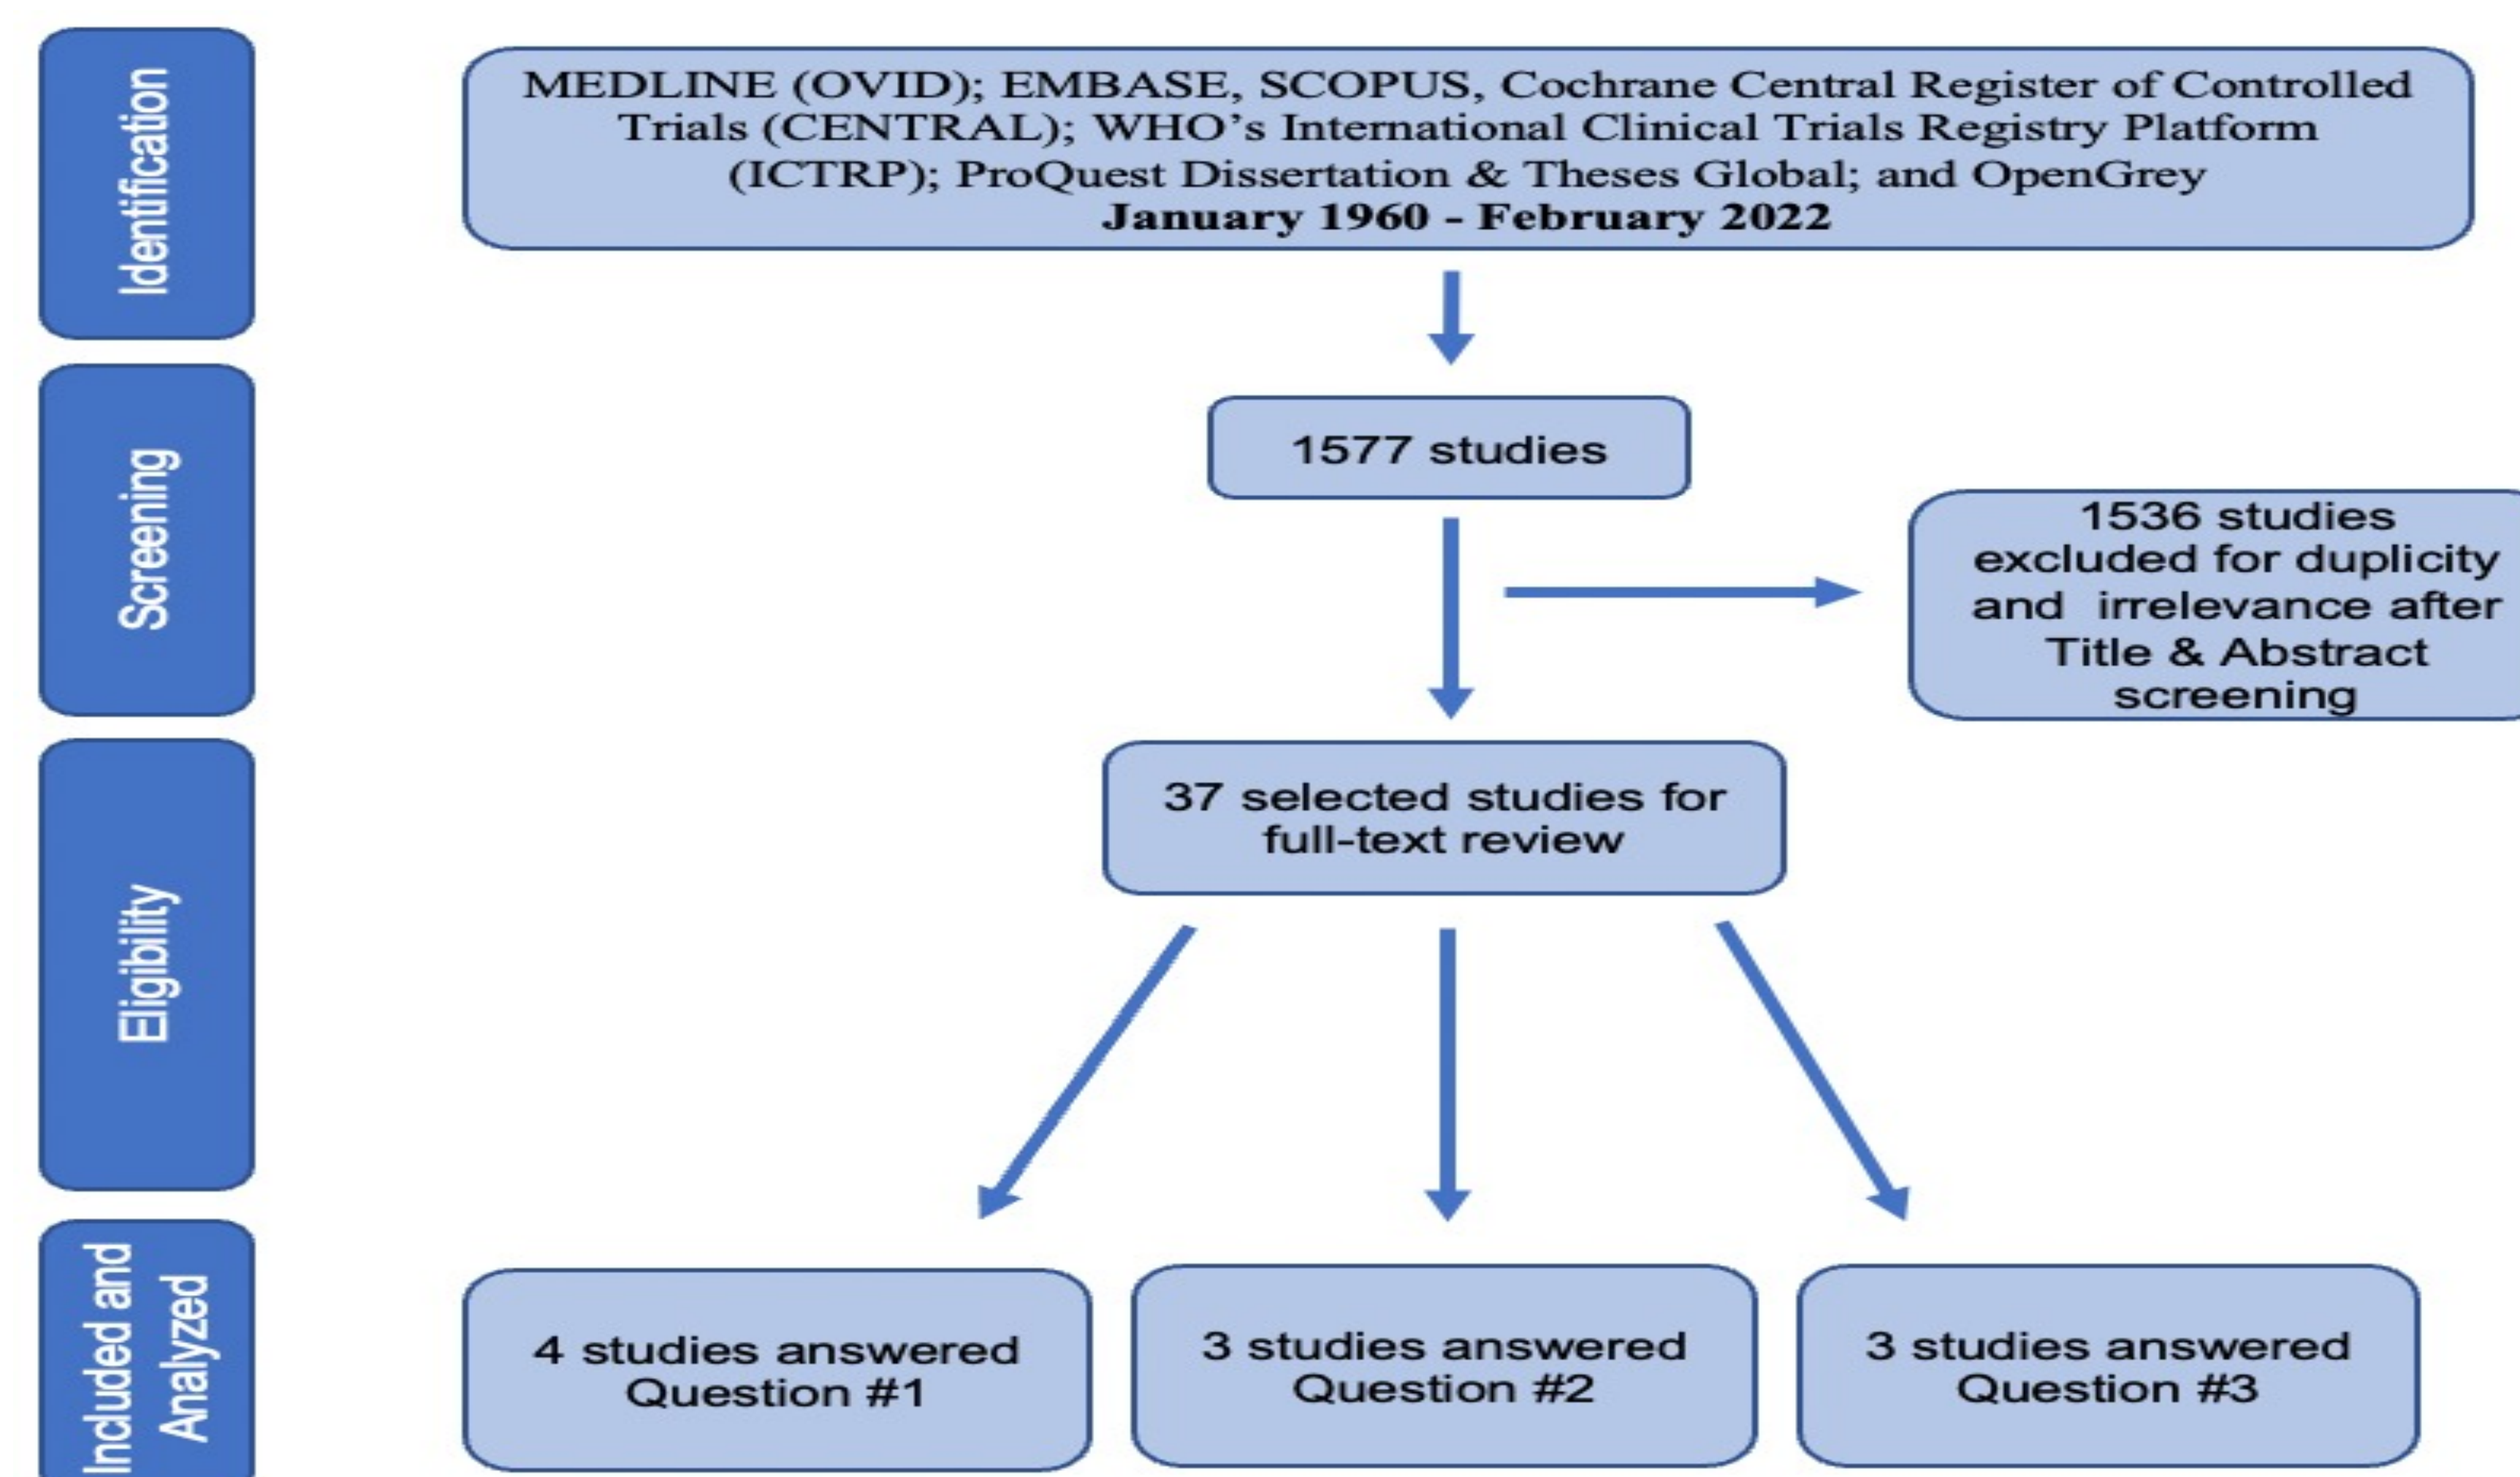 Identification
MEDLINE (OVID); EMBASE, SCOPUS, Cochrane Central Register of Controlled
Trials (CENTRAL); WHO’s International Clinical Trials Registry Platform
(ICTRP); ProQuest Dissertation & Theses Global; and OpenGrey
January 1960 - February 2022
Screening
1577 studies
1536 studies
excluded for duplicity
and irrelevance after
Title & Abstract
screening
Eligibility
37 selected studies for
full-text review
Included and
Analyzed
4 studies answered
Question #1
3 studies answered
Question #2
3 studies answered
Question #3